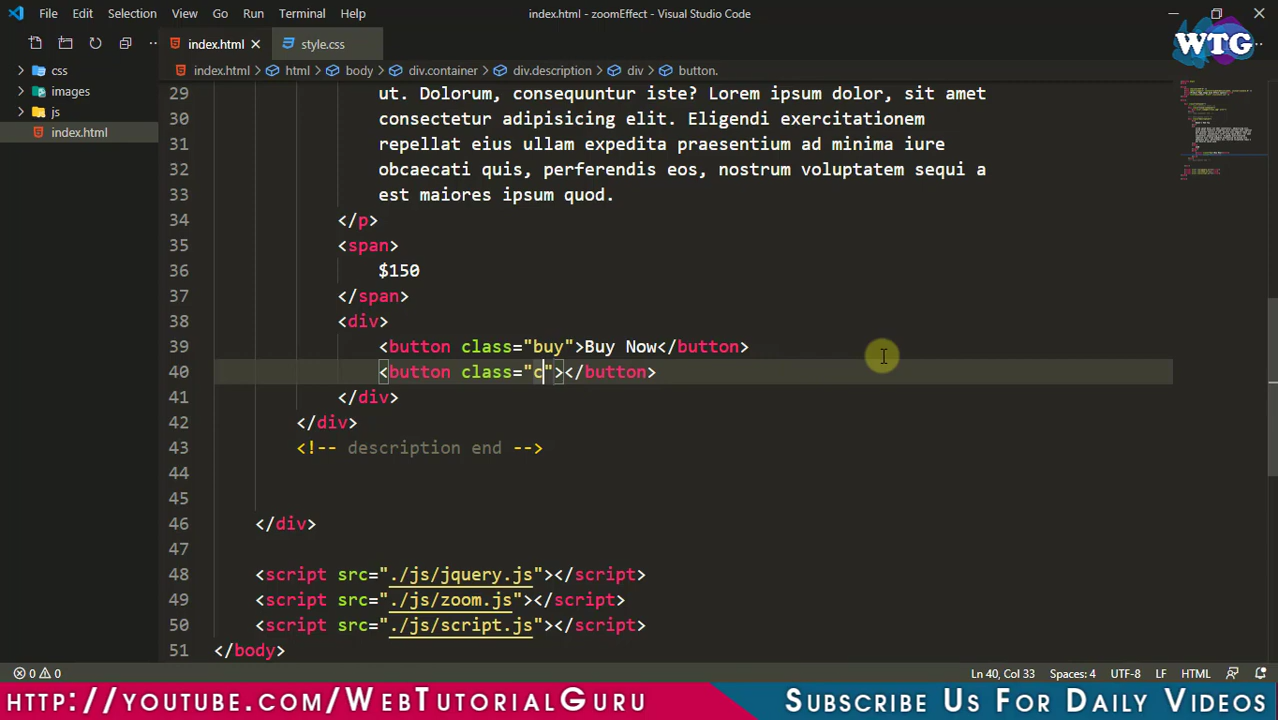 File Edit Selection View Go Run Terminal Help
index.html - zoomEffect - Visual Studio Code
WTG
index.html
style.css
index.html html body div.container div.description div button.
css
images
js
index.html
29 ut. Dolorum, consequuntur iste? Lorem ipsum dolor, sit amet
30 consectetur adipisicing elit. Eligendi exercitationem
31 repellat eius ullam expedita praesentium ad minima iure
32 obcaecati quis, perferendis eos, nostrum voluptatem sequi a
33 est maiores ipsum quod.
34 </p>
35 <span>
36 $150
37 </span>
38 <div>
39 <button class="buy">Buy Now</button>
40 <button class="c"></button>
41 </div>
42 </div>
43 <!-- description end -->
44
45
46 </div>
47
48 <script src="./js/jquery.js"></script>
49 <script src="./js/zoom.js"></script>
50 <script src="./js/script.js"></script>
51 </body>
0 0
Ln 40, Col 33 Spaces: 4 UTF-8 LF HTML
http://youtube.com/WebTutorialGuru
Subscribe Us For Daily Videos